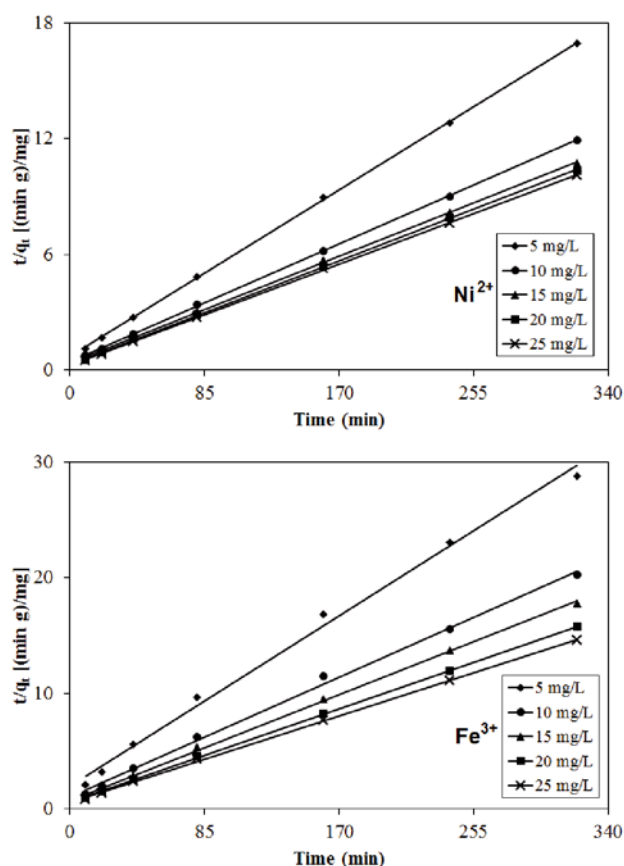 18
12
6
0
t/qt [(min g)/mg]
5 mg/L
10 mg/L
15 mg/L
20 mg/L
25 mg/L
Ni2+
0 85 170 255 340
Time (min)
30
20
10
0
t/qt [(min g)/mg]
5 mg/L
10 mg/L
15 mg/L
20 mg/L
25 mg/L
Fe3+
0 85 170 255 340
Time (min)